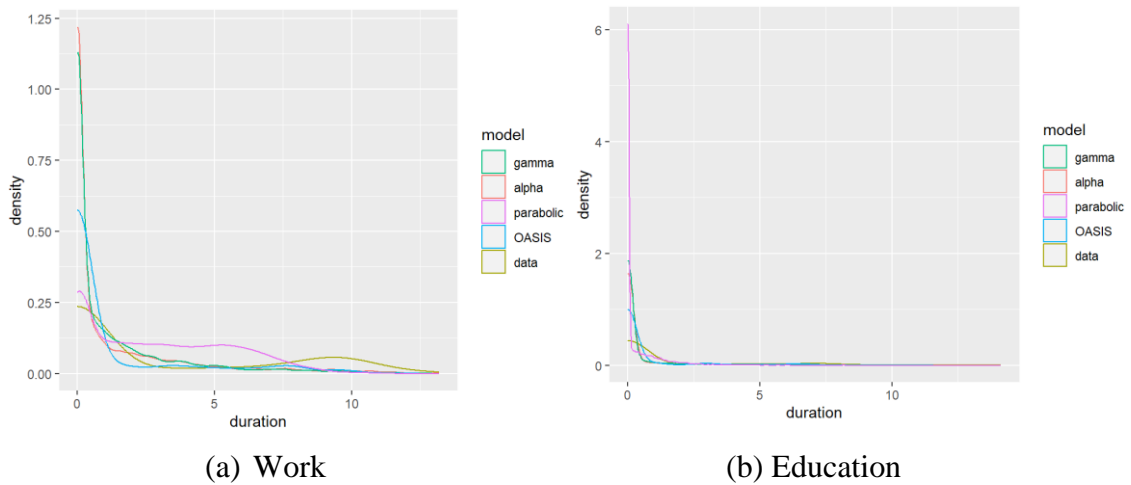 1.25
1.00
0.75
0.50
0.25
0.00
density
0
5
10
duration
model
gamma
alpha
parabolic
OASIS
data
(a) Work
6
4
2
0
density
0
5
10
duration
model
gamma
alpha
parabolic
OASIS
data
(b) Education